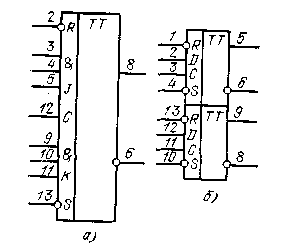 2 R TT
3
4 & 8
5 J
12 C
9
10 &
11 K 6
13 S
а)
1 R TT 5
2 D
3 C
4 S 6
13 R TT 9
12 D
11 C
10 S 8
б)